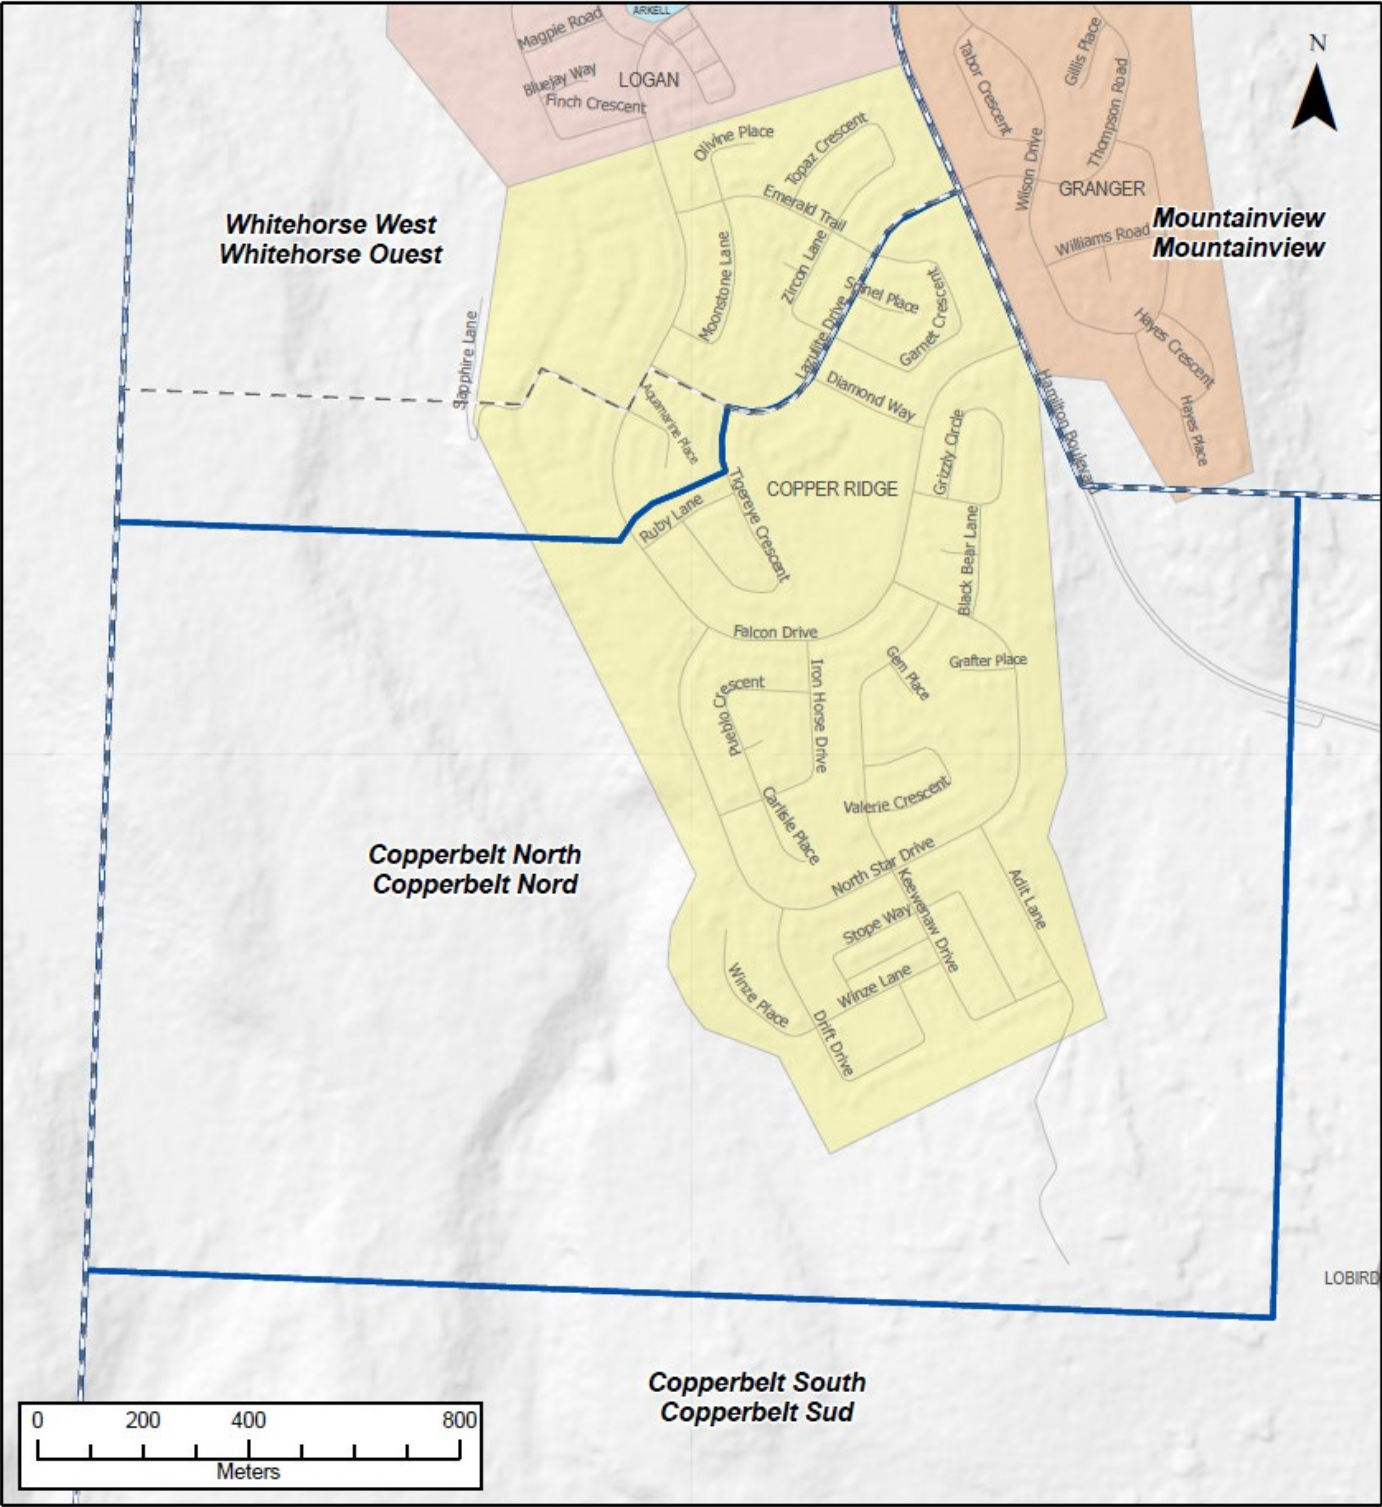 ARKELL
Magpie Road
Bluejay Way
LOGAN
Finch Crescent
Tabor Crescent
Gillis Place
Thompson Road
N
Wilson Drive
GRANGER
Williams Road
Hayes Crescent
Hayes Place
Hamilton Boulevard
Mountainview
Mountainview
Whitehorse West
Whitehorse Ouest
Olivine Place
Topaz Crescent
Emerald Trail
Zircon Lane
Moonstone Lane
Spinel Place
Garnet Crescent
Lazulite Drive
Diamond Way
Sapphire Lane
Aquamarine Place
Grizzly Circle
COPPER RIDGE
Ruby Lane
Tigereye Crescent
Black Bear Lane
Falcon Drive
Gem Place
Grafter Place
Pueblo Crescent
Iron Horse Drive
Carlisle Place
Valerie Crescent
North Star Drive
Keewenaw Drive
Adit Lane
Stope Way
Winze Lane
Winze Place
Drift Drive
Copperbelt North
Copperbelt Nord
LOBIRD
Copperbelt South
Copperbelt Sud
0 200 400 800
Meters